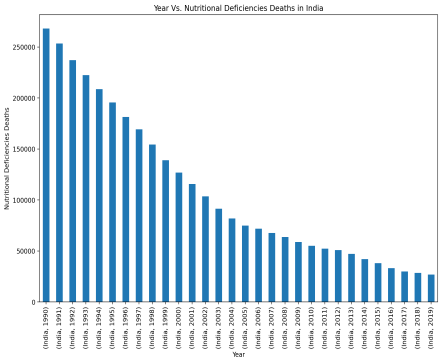 Year Vs. Nutritional Deficiencies Deaths in India
250000
200000
150000
100000
50000
0
Nutritional Deficiencies Deaths
(India, 1990)
(India, 1991)
(India, 1992)
(India, 1993)
(India, 1994)
(India, 1995)
(India, 1996)
(India, 1997)
(India, 1998)
(India, 1999)
(India, 2000)
(India, 2001)
(India, 2002)
(India, 2003)
(India, 2004)
(India, 2005)
(India, 2006)
(India, 2007)
(India, 2008)
(India, 2009)
(India, 2010)
(India, 2011)
(India, 2012)
(India, 2013)
(India, 2014)
(India, 2015)
(India, 2016)
(India, 2017)
(India, 2018)
(India, 2019)
Year